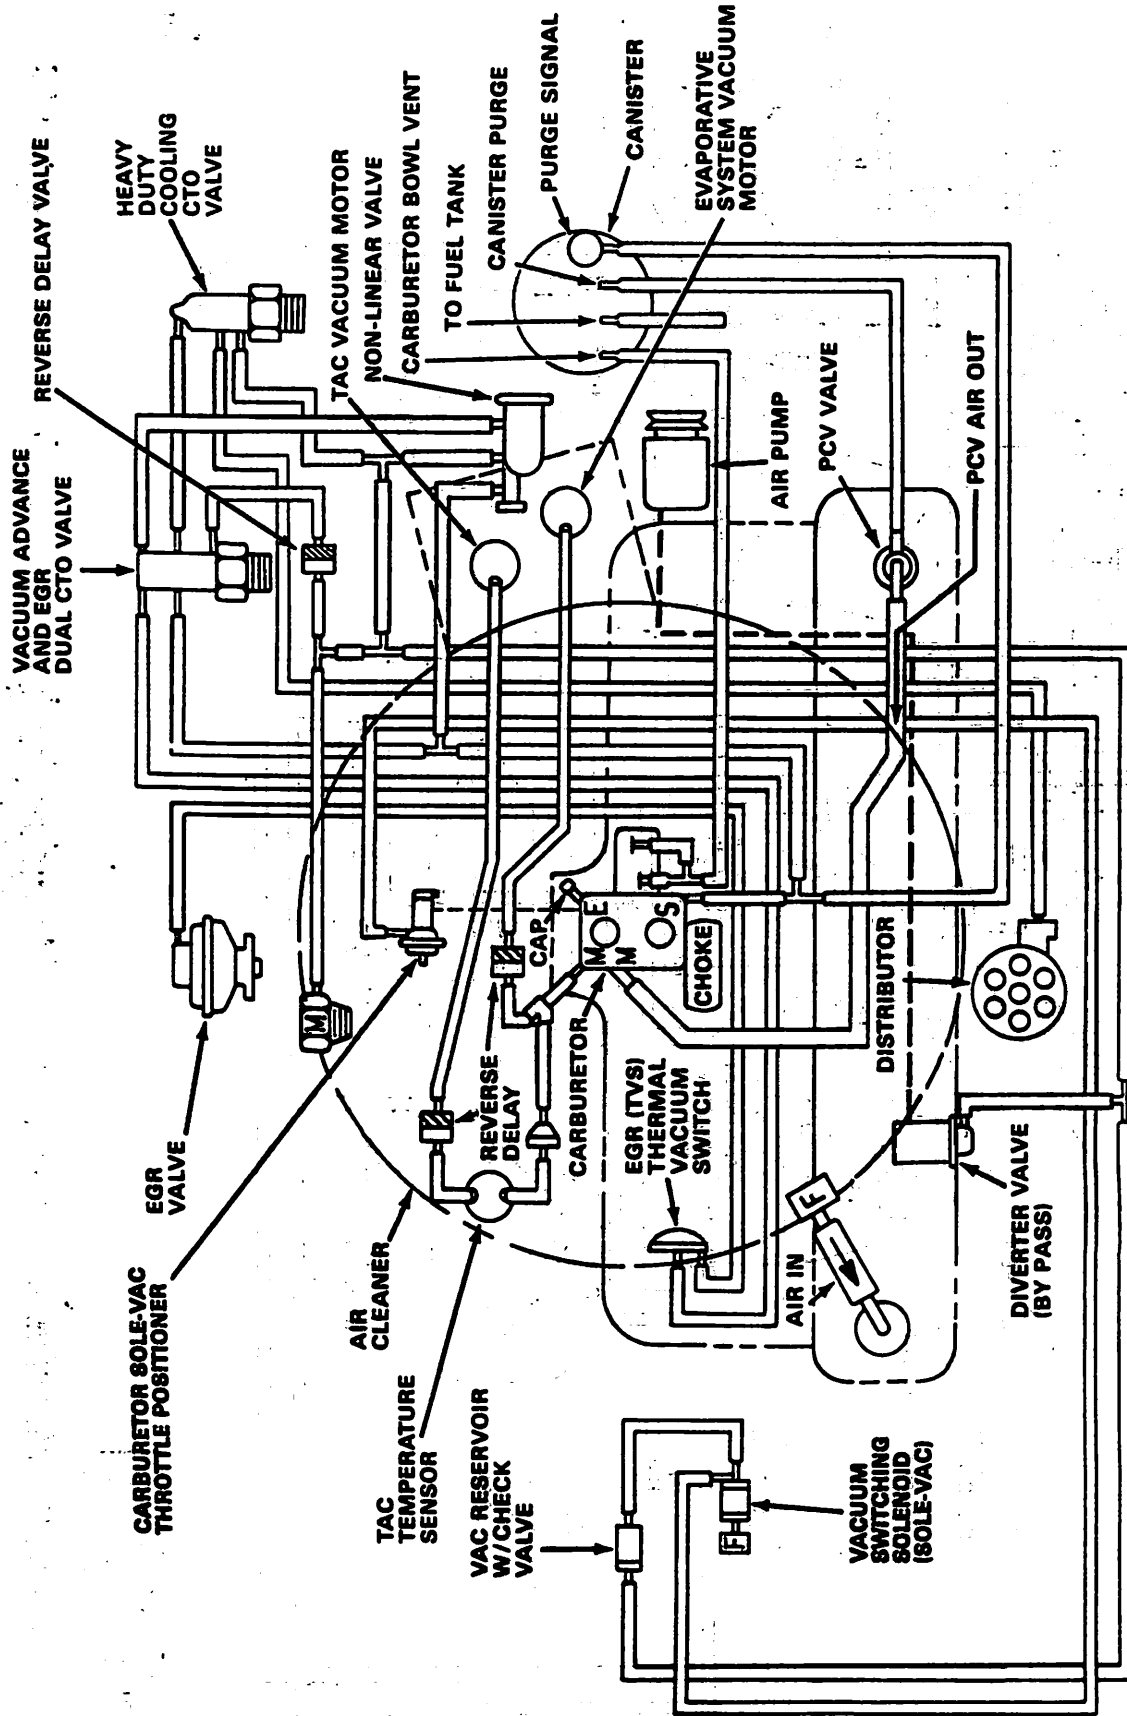 VACUUM ADVANCE
AND EGR
DUAL CTO VALVE
REVERSE DELAY VALVE
HEAVY
DUTY
COOLING
CTO
VALVE
TAC VACUUM MOTOR
NON-LINEAR VALVE
CARBURETOR BOWL VENT
TO FUEL TANK
CANISTER PURGE
PURGE SIGNAL
CANISTER
EVAPORATIVE
SYSTEM VACUUM
MOTOR
AIR PUMP
PCV VALVE
PCV AIR OUT
EGR
VALVE
CARBURETOR SOLE-VAC
THROTTLE POSITIONER
M
AIR
CLEANER
TAC
TEMPERATURE
SENSOR
REVERSE
DELAY
CAP
M
E
M
S
CHOKE
CARBURETOR
EGR (TVS)
THERMAL
VACUUM
SWITCH
DISTRIBUTOR
F
AIR IN
DIVERTER VALVE
(BY PASS)
VAC RESERVOIR
W/CHECK
VALVE
F
VACUUM
SWITCHING
SOLENOID
(SOLE-VAC)